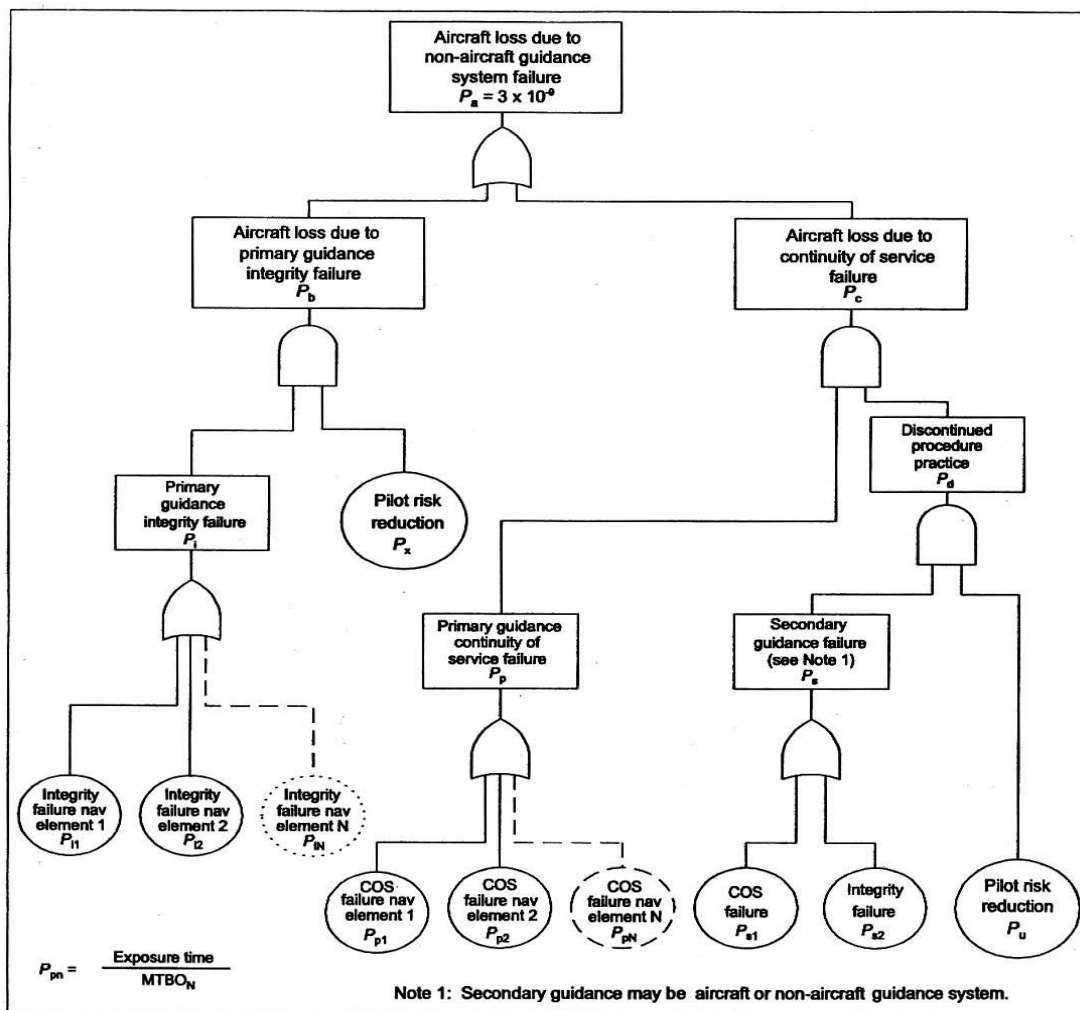 Aircraft loss due to
non-aircraft guidance
system failure
Pa = 3 x 10-9
Aircraft loss due to
primary guidance
integrity failure
Pb
Aircraft loss due to
continuity of service
failure
Pc
Discontinued
procedure
practice
Pd
Primary
guidance
integrity failure
Pi
Pilot risk
reduction
Px
Primary guidance
continuity of
service failure
Pp
Secondary
guidance failure
(see Note 1)
Ps
Integrity
failure nav
element 1
Pi1
Integrity
failure nav
element 2
Pi2
Integrity
failure nav
element N
PiN
COS
failure nav
element 1
Pp1
COS
failure nav
element 2
Pp2
COS
failure nav
element N
PpN
COS
failure
Ps1
Integrity
failure
Ps2
Pilot risk
reduction
Pu
Ppn = Exposure time
MTBON
Note 1: Secondary guidance may be aircraft or non-aircraft guidance system.